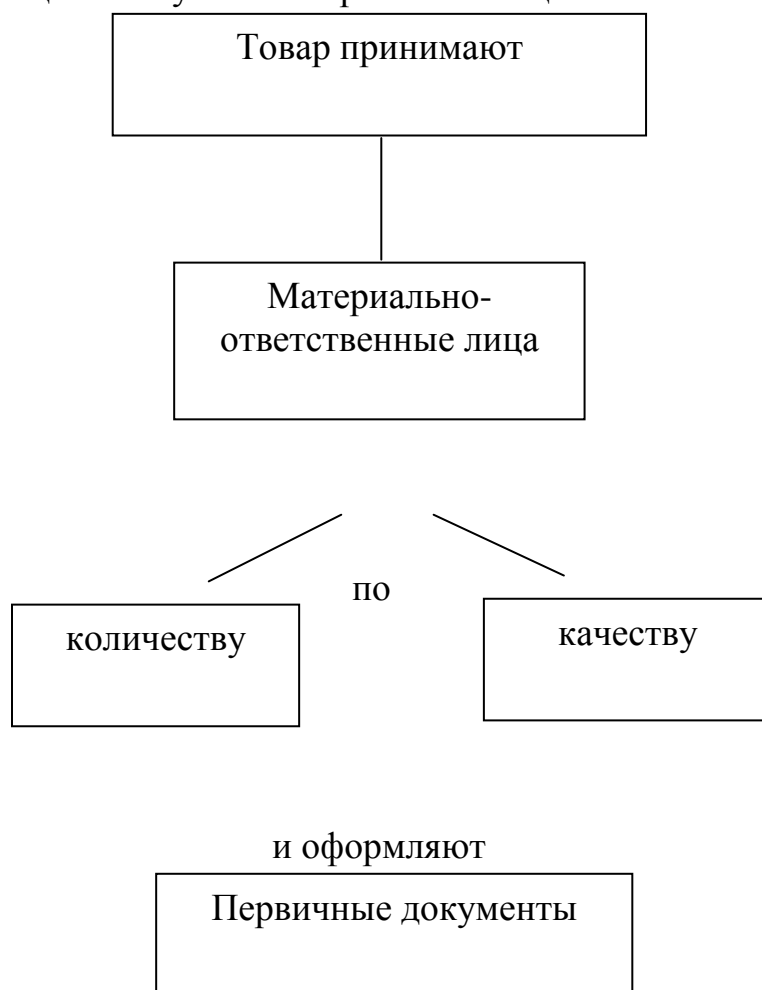 Товар принимают
Материально-
ответственные лица
по
количеству
качеству
и оформляют
Первичные документы